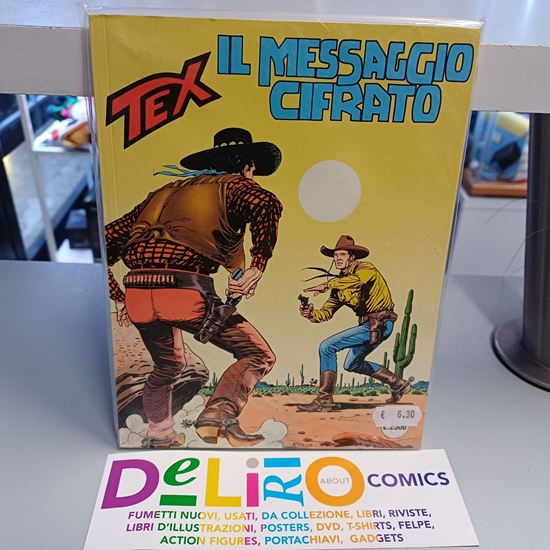 IL MESSAGGIO
CIFRATO
TEX
€ 6,30
L.2500
DeLiRiO
ABOUT
COMICS
FUMETTI NUOVI, USATI, DA COLLEZIONE, LIBRI, RIVISTE,
LIBRI D'ILLUSTRAZIONI, POSTERS, DVD, T-SHIRTS, FELPE,
ACTION FIGURES, PORTACHIAVI, GADGETS